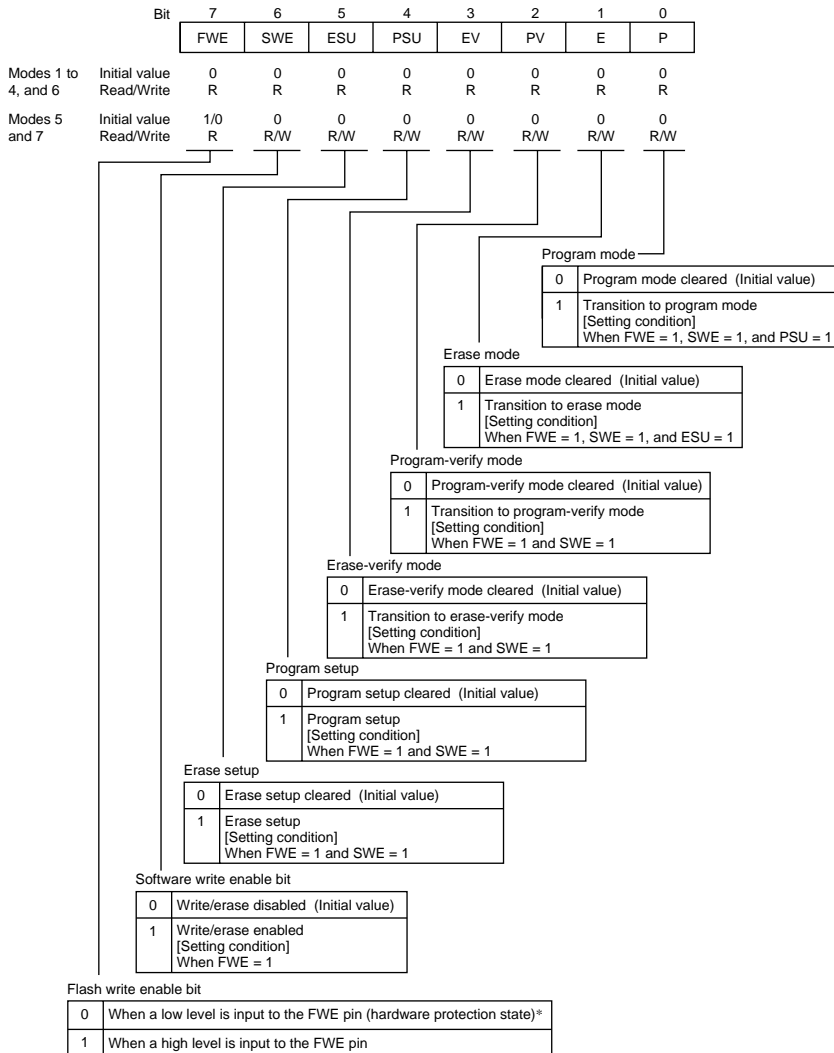 Bit 7 6 5 4 3 2 1 0
FWE SWE ESU PSU EV PV E P
Modes 1 to 4, and 6 Initial value 0 0 0 0 0 0 0 0
Read/Write R R R R R R R R
Modes 5 and 7 Initial value 1/0 0 0 0 0 0 0 0
Read/Write R R/W R/W R/W R/W R/W R/W R/W
Program mode
0 Program mode cleared (Initial value)
1 Transition to program mode
[Setting condition]
When FWE = 1, SWE = 1, and PSU = 1
Erase mode
0 Erase mode cleared (Initial value)
1 Transition to erase mode
[Setting condition]
When FWE = 1, SWE = 1, and ESU = 1
Program-verify mode
0 Program-verify mode cleared (Initial value)
1 Transition to program-verify mode
[Setting condition]
When FWE = 1 and SWE = 1
Erase-verify mode
0 Erase-verify mode cleared (Initial value)
1 Transition to erase-verify mode
[Setting condition]
When FWE = 1 and SWE = 1
Program setup
0 Program setup cleared (Initial value)
1 Program setup
[Setting condition]
When FWE = 1 and SWE = 1
Erase setup
0 Erase setup cleared (Initial value)
1 Erase setup
[Setting condition]
When FWE = 1 and SWE = 1
Software write enable bit
0 Write/erase disabled (Initial value)
1 Write/erase enabled
[Setting condition]
When FWE = 1
Flash write enable bit
0 When a low level is input to the FWE pin (hardware protection state)*
1 When a high level is input to the FWE pin